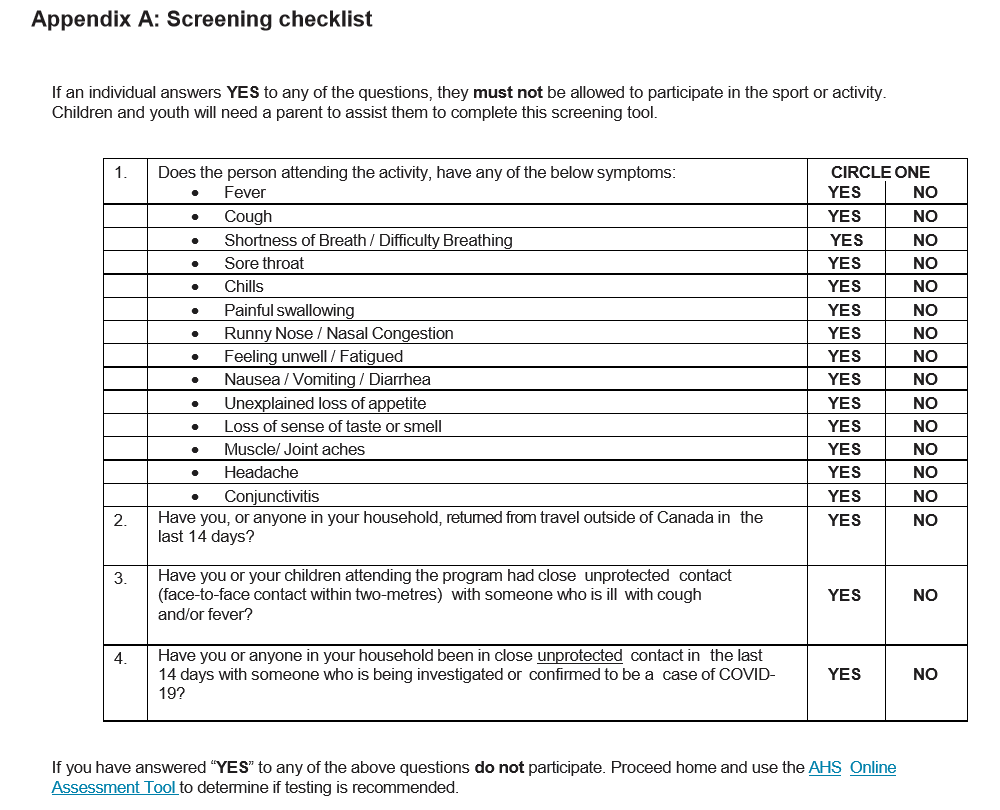 Appendix A: Screening checklist
If an individual answers YES to any of the questions, they must not be allowed to participate in the sport or activity.
Children and youth will need a parent to assist them to complete this screening tool.
1. Does the person attending the activity, have any of the below symptoms: CIRCLE ONE
• Fever YES NO
• Cough YES NO
• Shortness of Breath / Difficulty Breathing YES NO
• Sore throat YES NO
• Chills YES NO
• Painful swallowing YES NO
• Runny Nose / Nasal Congestion YES NO
• Feeling unwell / Fatigued YES NO
• Nausea / Vomiting / Diarrhea YES NO
• Unexplained loss of appetite YES NO
• Loss of sense of taste or smell YES NO
• Muscle/ Joint aches YES NO
• Headache YES NO
• Conjunctivitis YES NO
2. Have you, or anyone in your household, returned from travel outside of Canada in the YES NO
last 14 days?
3. Have you or your children attending the program had close unprotected contact
(face-to-face contact within two-metres) with someone who is ill with cough YES NO
and/or fever?
4. Have you or anyone in your household been in close unprotected contact in the last
14 days with someone who is being investigated or confirmed to be a case of COVID- YES NO
19?
If you have answered “YES” to any of the above questions do not participate. Proceed home and use the AHS Online
Assessment Tool to determine if testing is recommended.